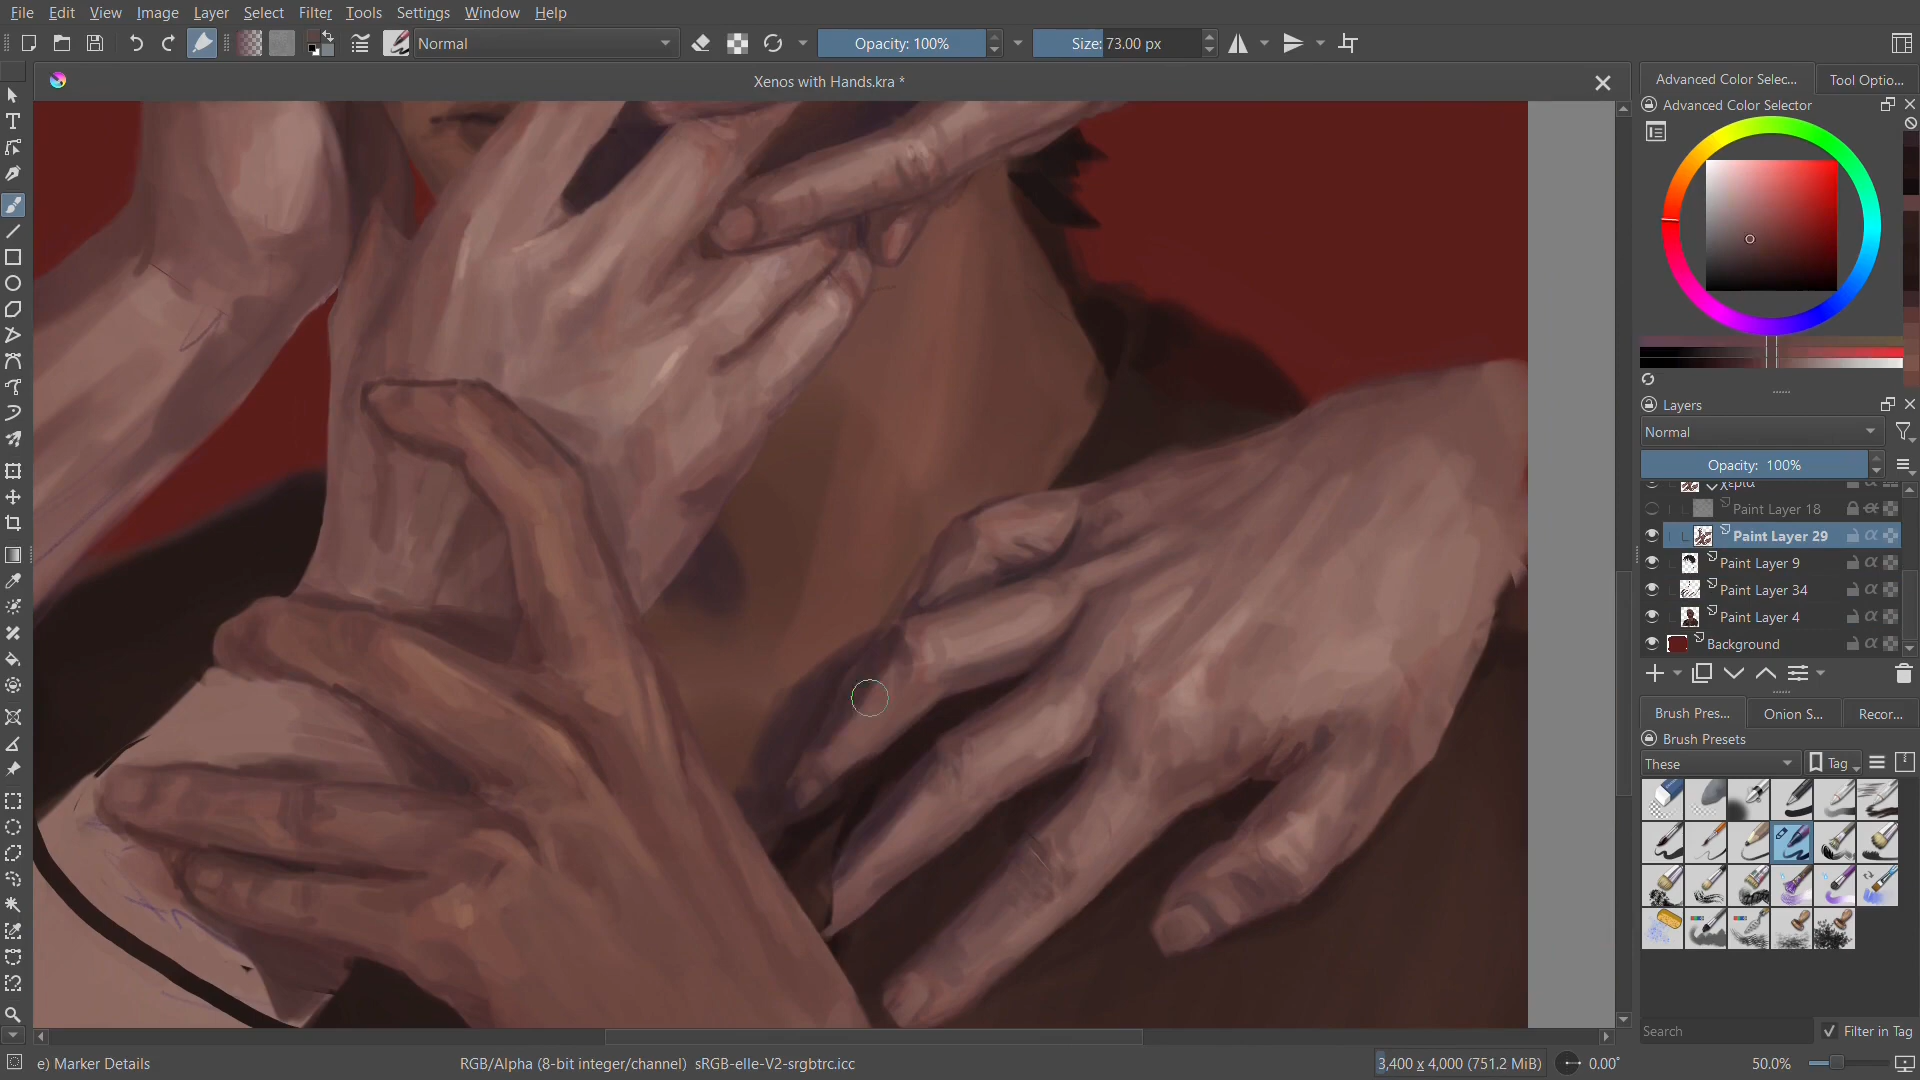 File Edit View Image Layer Select Filter Tools Settings Window Help
Normal
Opacity: 100%
Size: 73.00 px
Xenos with Hands.kra *
Advanced Color Selec...
Tool Optio...
Advanced Color Selector
Layers
Normal
Opacity: 100%
χερια
Paint Layer 18
Paint Layer 29
Paint Layer 9
Paint Layer 34
Paint Layer 4
Background
Brush Pres...
Onion S...
Recor...
Brush Presets
These
Tag
Search
Filter in Tag
e) Marker Details
RGB/Alpha (8-bit integer/channel) sRGB-elle-V2-srgbtrc.icc
3,400 x 4,000 (751.2 MiB)
0.00°
50.0%